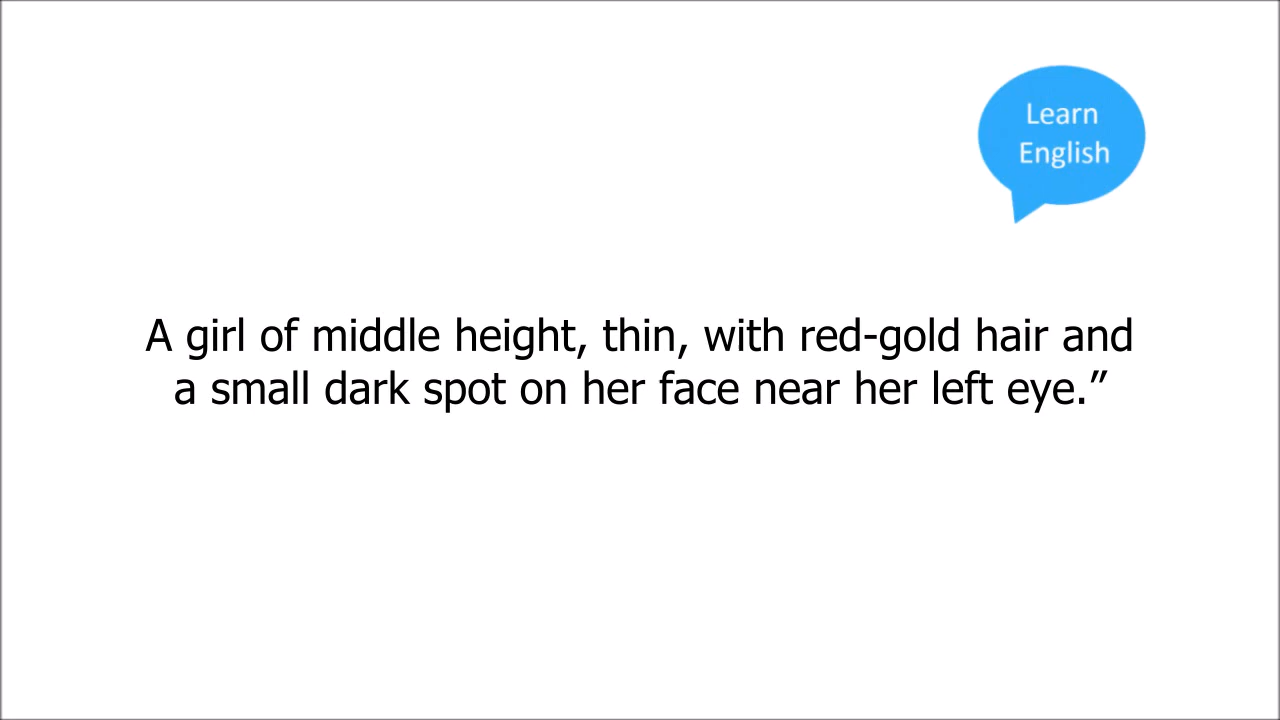 Learn
English
A girl of middle height, thin, with red-gold hair and
a small dark spot on her face near her left eye.”